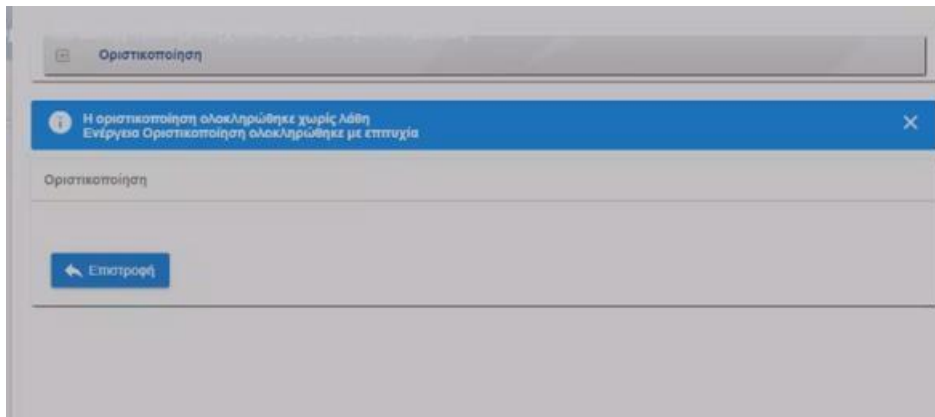 Οριστικοποίηση
Η οριστικοποίηση ολοκληρώθηκε χωρίς λάθη
Ενέργεια Οριστικοποίηση ολοκληρώθηκε με επιτυχία
Οριστικοποίηση
Επιστροφή